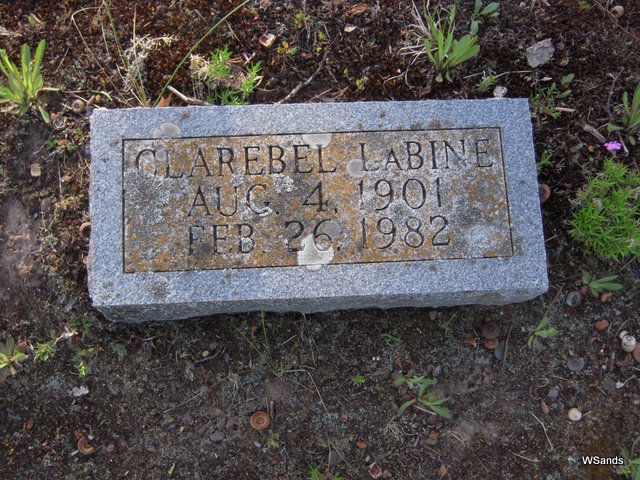 CLAREBEL LABINE
AUG. 4, 1901
FEB. 26, 1982
WSands